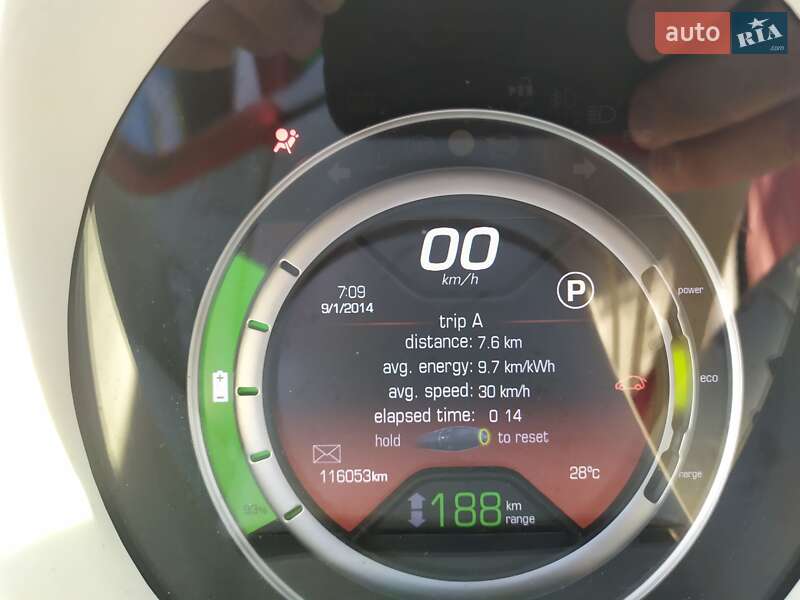 auto RIA
.com
00
km/h
7:09
9/1/2014
P
power
trip A
distance: 7.6 km
avg. energy: 9.7 km/kWh
avg. speed: 30 km/h
eco
elapsed time: 0 14
hold to reset
116053km
28°C
93%
188 km
range